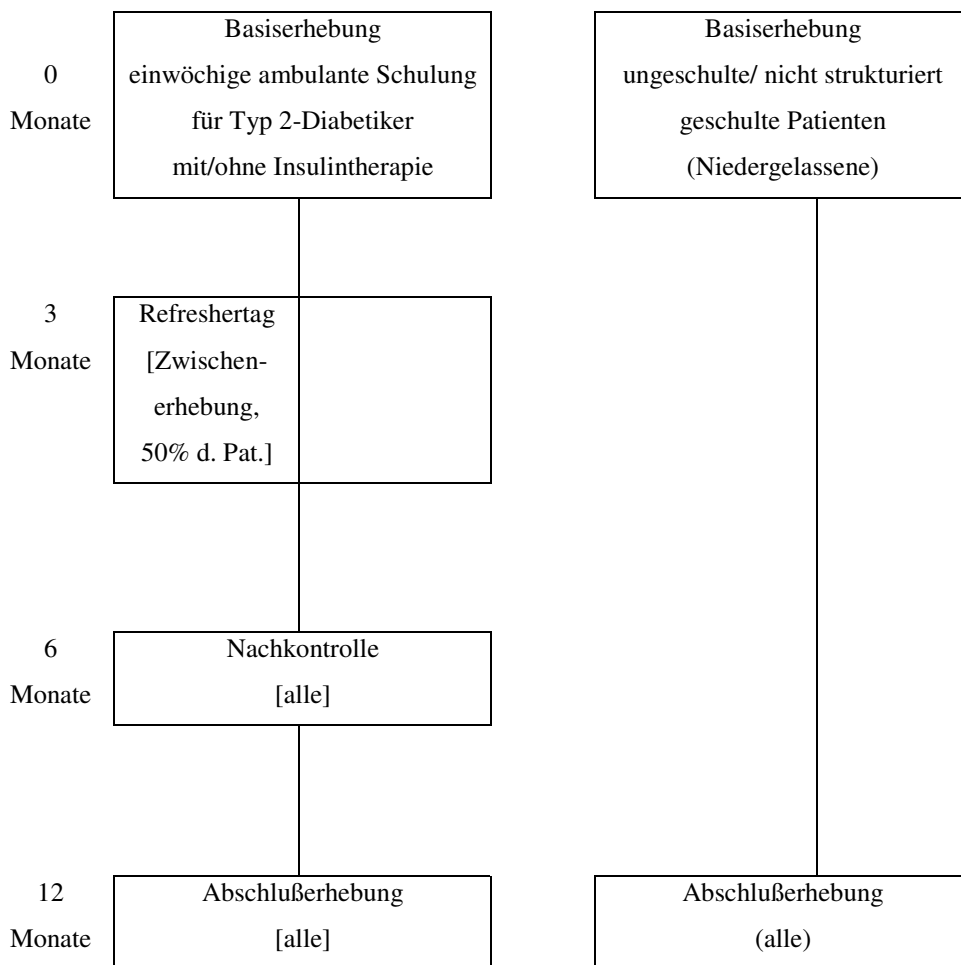 0
Monate
Basiserhebung
einwöchige ambulante Schulung
für Typ 2-Diabetiker
mit/ohne Insulintherapie
Basiserhebung
ungeschulte/ nicht strukturiert
geschulte Patienten
(Niedergelassene)
3
Monate
Refreshertag
[Zwischen-
erhebung,
50% d. Pat.]
6
Monate
Nachkontrolle
[alle]
12
Monate
Abschlußerhebung
[alle]
Abschlußerhebung
(alle)